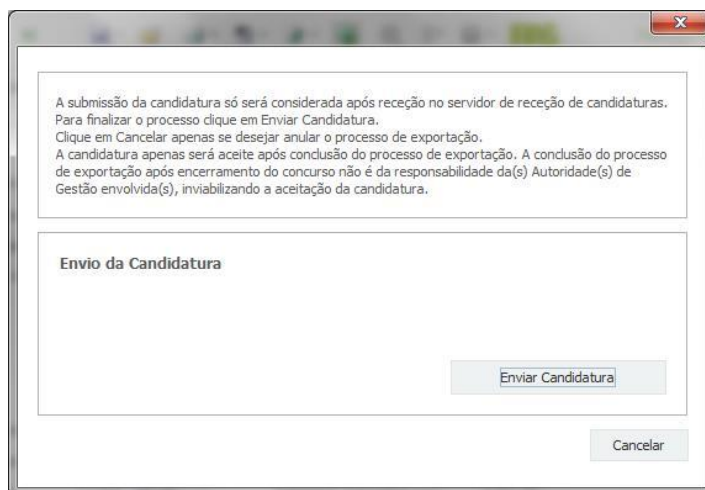 A submissão da candidatura só será considerada após receção no servidor de receção de candidaturas.
Para finalizar o processo clique em Enviar Candidatura.
Clique em Cancelar apenas se desejar anular o processo de exportação.
A candidatura apenas será aceite após conclusão do processo de exportação. A conclusão do processo
de exportação após encerramento do concurso não é da responsabilidade da(s) Autoridade(s) de
Gestão envolvida(s), inviabilizando a aceitação da candidatura.
Envio da Candidatura
Enviar Candidatura
Cancelar